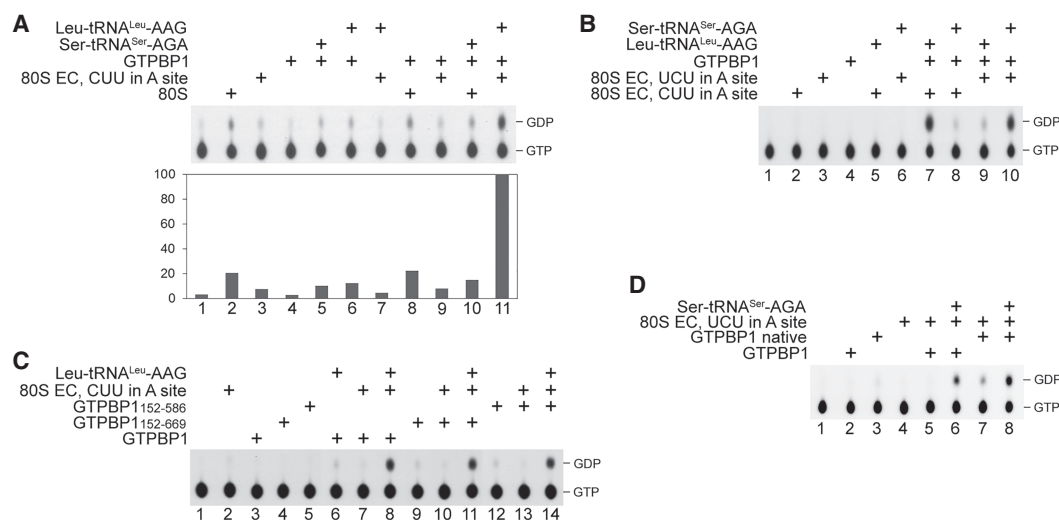 A
Leu-tRNALeu-AAG + +
Ser-tRNASer-AGA + +
GTPBP1 + + + + + + +
80S EC, CUU in A site + + + +
80S + + +
GDP
GTP
100
80
60
40
20
0
1 2 3 4 5 6 7 8 9 10 11
B
Ser-tRNASer-AGA + + +
Leu-tRNALeu-AAG + + +
GTPBP1 + + + + +
80S EC, UCU in A site + + + +
80S EC, CUU in A site + + + +
GDP
GTP
1 2 3 4 5 6 7 8 9 10
C
Leu-tRNALeu-AAG + + + +
80S EC, CUU in A site + + + + + + +
GTPBP1152-586 + + + +
GTPBP1152-669 + + + +
GTPBP1 + + + +
GDP
GTP
1 2 3 4 5 6 7 8 9 10 11 12 13 14
D
Ser-tRNASer-AGA + +
80S EC, UCU in A site + + + + +
GTPBP1 native + + +
GTPBP1 + + +
GDP
GTP
1 2 3 4 5 6 7 8